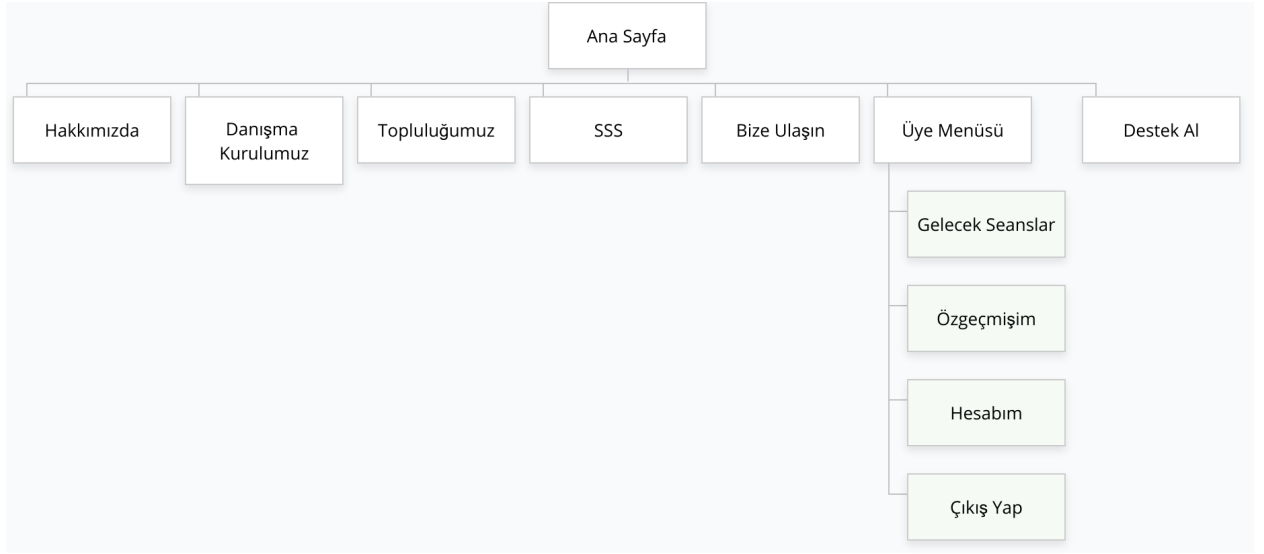 Ana Sayfa
Hakkımızda
Danışma
Kurulumuz
Topluluğumuz
SSS
Bize Ulaşın
Üye Menüsü
Destek Al
Gelecek Seanslar
Özgeçmişim
Hesabım
Çıkış Yap